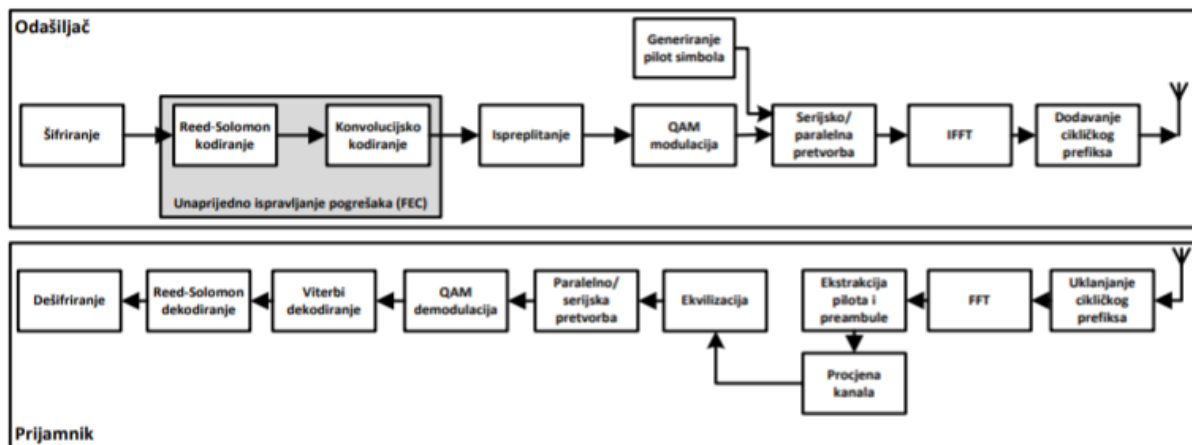 Odašiljač
Generiranje
pilot simbola
Šifriranje
Reed-Solomon
kodiranje
Konvolucijsko
kodiranje
Ispreplitanje
QAM
modulacija
Serijsko/
paralelna
pretvorba
IFFT
Dodavanje
cikličkog
prefiksa
Unaprijedno ispravljanje pogrešaka (FEC)
Dešifriranje
Reed-Solomon
dekodiranje
Viterbi
dekodiranje
QAM
demodulacija
Paralelno/
serijska
pretvorba
Ekvilizacija
Ekstrakcija
pilota i
preambule
FFT
Uklanjanje
cikličkog
prefiksa
Procjena
kanala
Prijamnik